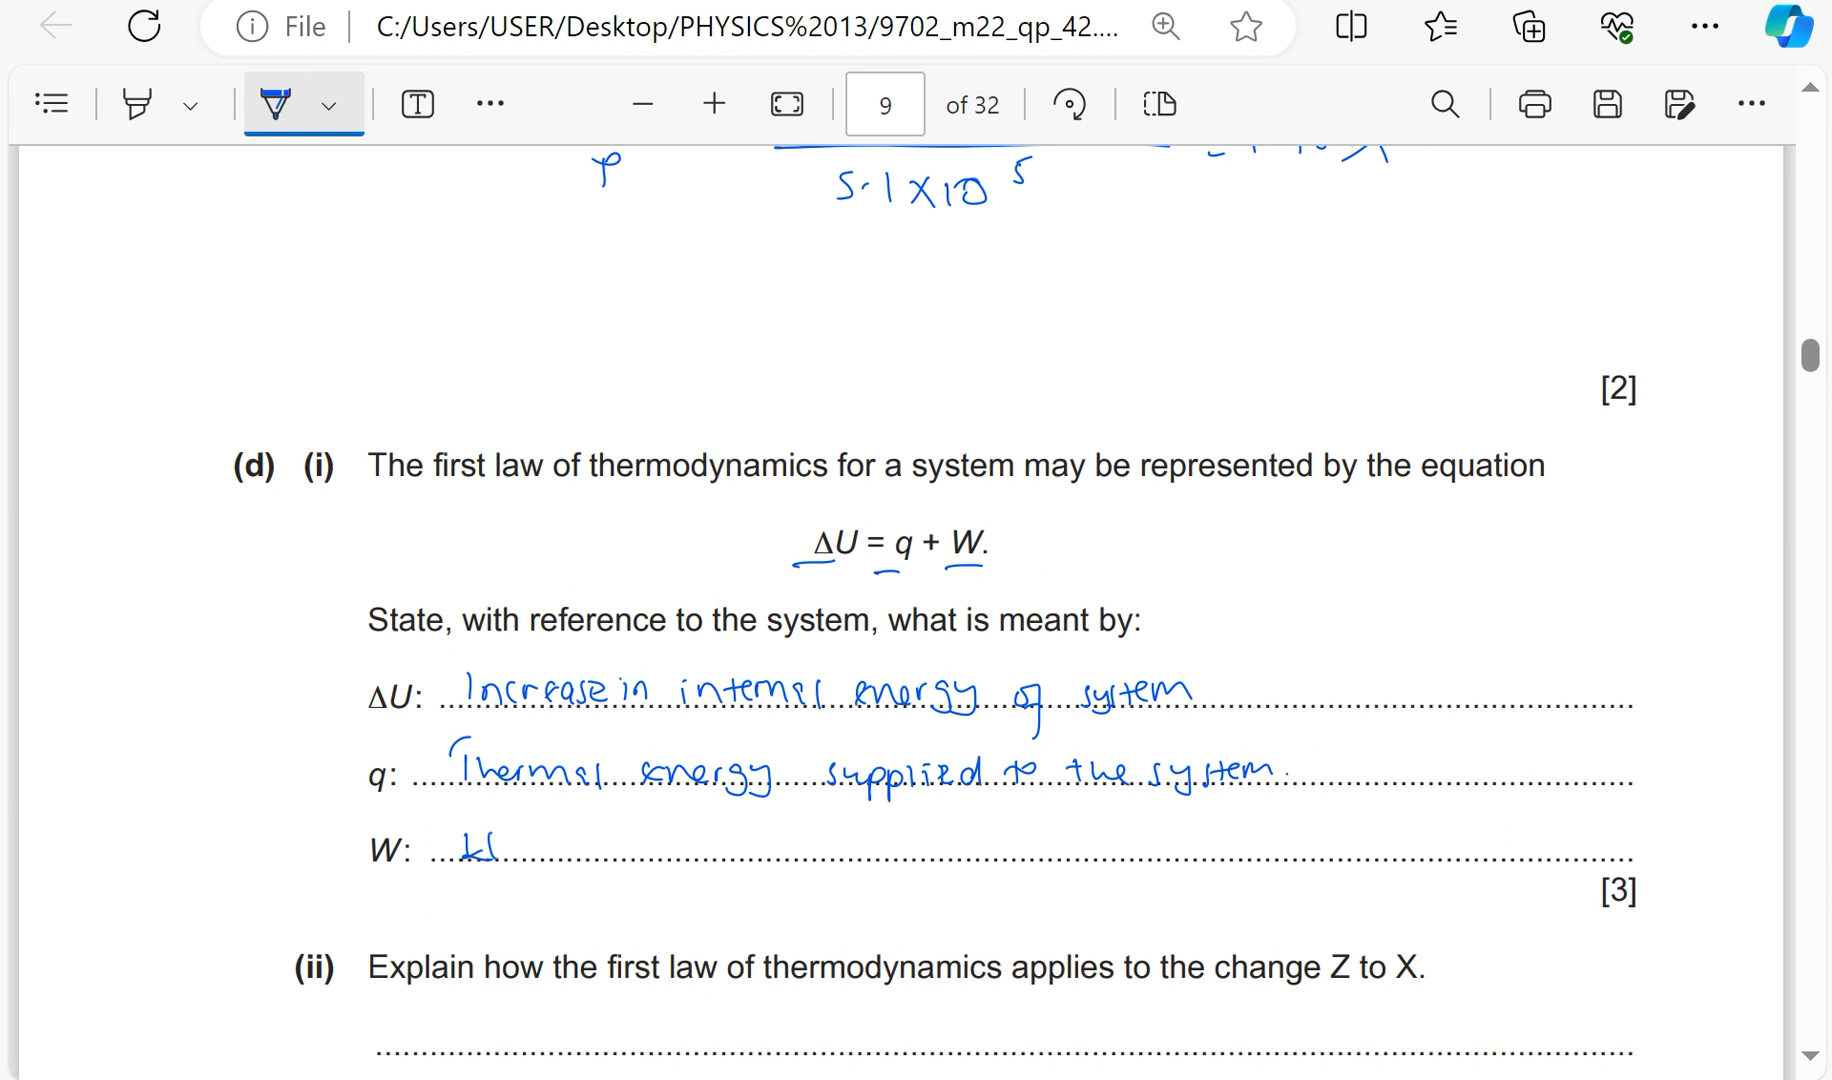 File C:/Users/USER/Desktop/PHYSICS%2013/9702_m22_qp_42....
9 of 32
5.1 × 10 5
[2]
(d) (i) The first law of thermodynamics for a system may be represented by the equation
ΔU = q + W.
State, with reference to the system, what is meant by:
ΔU: Increase in internal energy of system
q: Thermal energy supplied to the system.
W:
[3]
(ii) Explain how the first law of thermodynamics applies to the change Z to X.